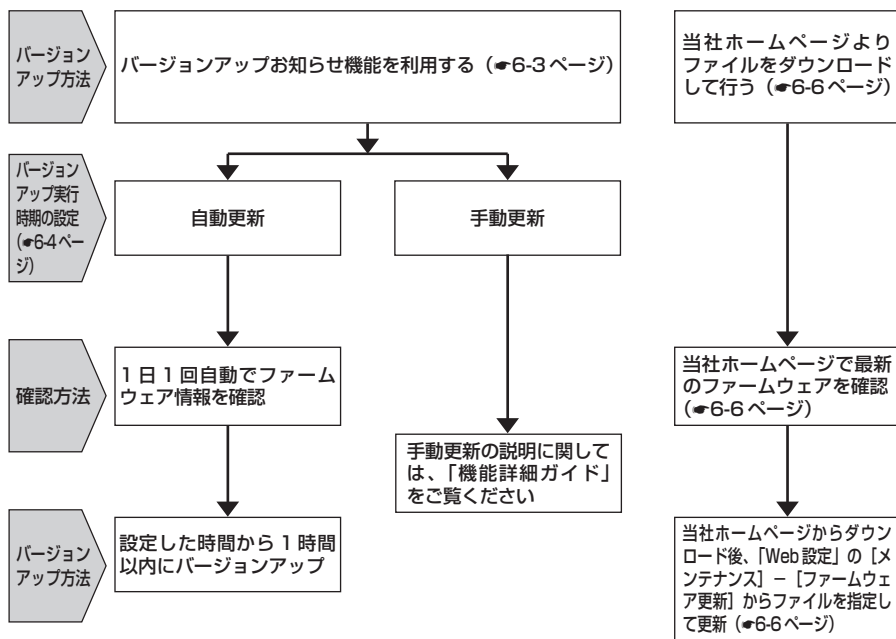 バージョン
アップ方法
バージョンアップお知らせ機能を利用する（☛6-3 ページ）
当社ホームページより
ファイルをダウンロード
して行う（☛6-6 ページ）
バージョン
アップ実行
時期の設定
（☛6-4 ペー
ジ）
自動更新
手動更新
確認方法
1 日 1 回自動でファーム
ウェア情報を確認
当社ホームページで最新
のファームウェアを確認
（☛6-6 ページ）
手動更新の説明に関して
は、「機能詳細ガイド」
をご覧ください
バージョン
アップ方法
設定した時間から 1 時間
以内にバージョンアップ
当社ホームページからダウン
ロード後、「Web 設定」の［メ
ンテナンス］－［ファームウェ
ア更新］からファイルを指定し
て更新（☛6-6 ページ）